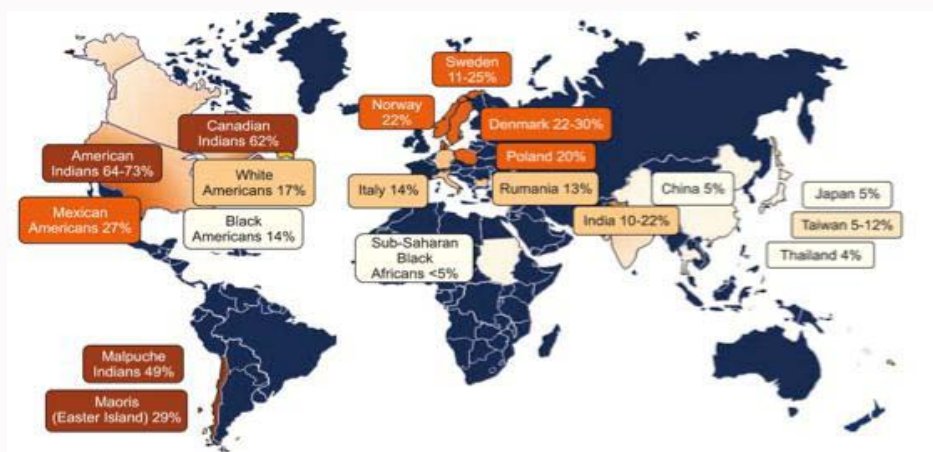 Sweden
11-25%
Norway
22%
Denmark 22-30%
Canadian
Indians 62%
American
Indians 64-73%
Poland 20%
White
Americans 17%
Italy 14%
Rumania 13%
China 5%
Japan 5%
Mexican
Americans 27%
Black
Americans 14%
India 10-22%
Taiwan 5-12%
Sub-Saharan
Black
Africans <5%
Thailand 4%
Malpuche
Indians 49%
Maoris
(Easter Island) 29%